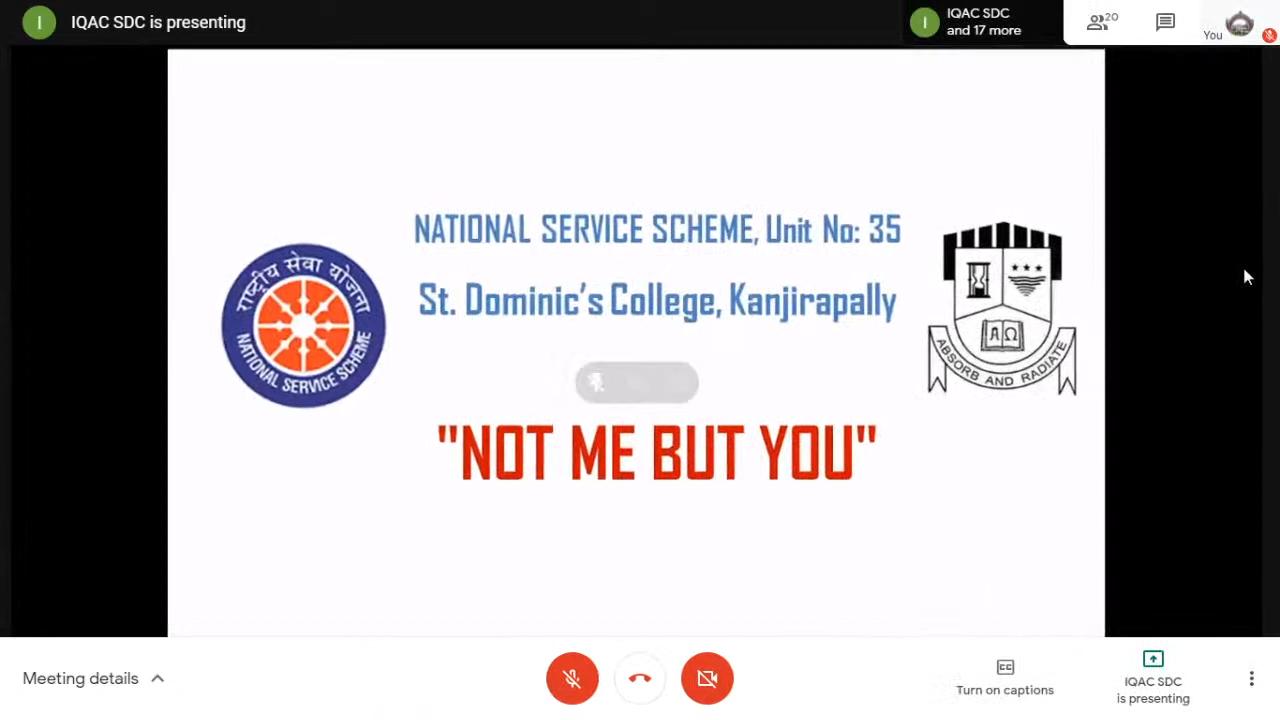 I
IQAC SDC is presenting
I
IQAC SDC
and 17 more
20
You
NATIONAL SERVICE SCHEME, Unit No: 35
St. Dominic's College, Kanjirapally
राष्ट्रीय सेवा योजना
NATIONAL SERVICE SCHEME
A Ω
ABSORB AND RADIATE
"NOT ME BUT YOU"
Meeting details
CC
Turn on captions
IQAC SDC
is presenting